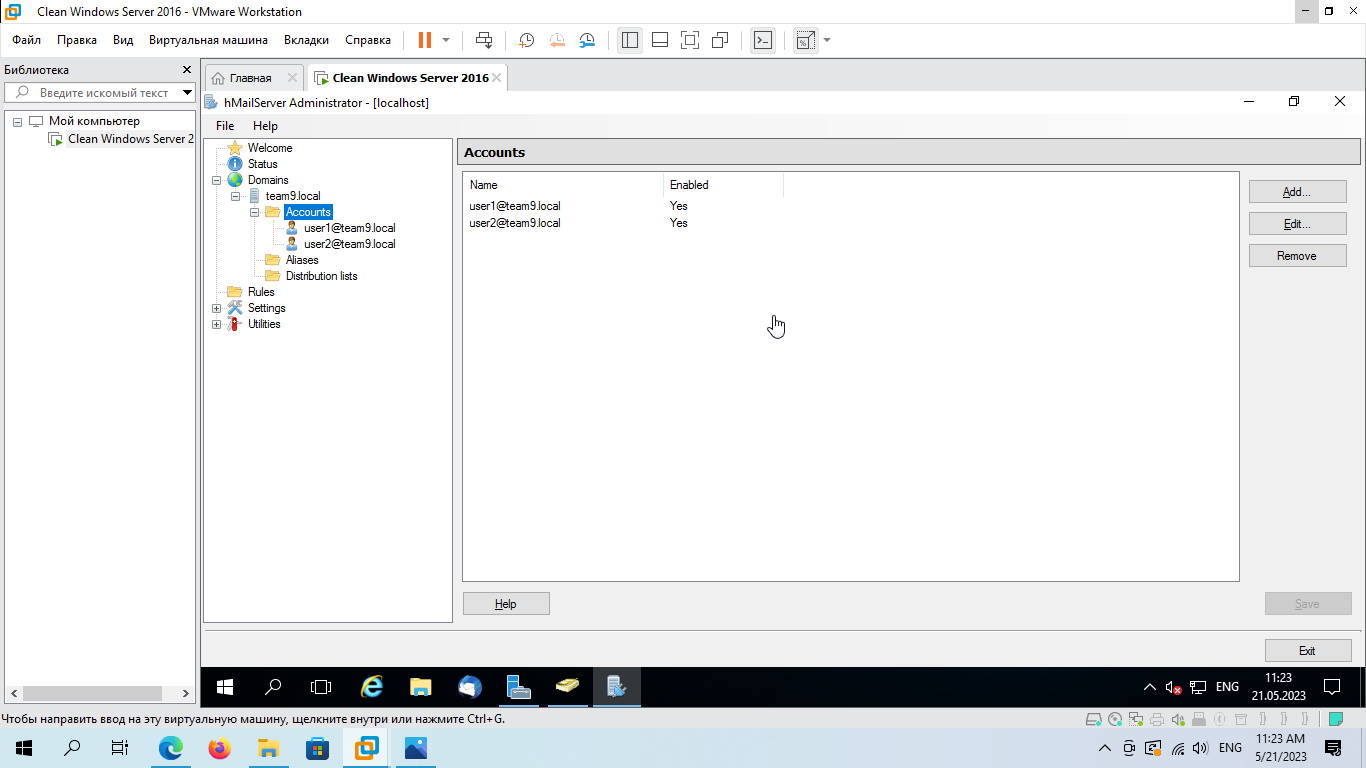 Clean Windows Server 2016 - VMware Workstation
Файл Правка Вид Виртуальная машина Вкладки Справка
Библиотека
Введите искомый текст
Мой компьютер
Clean Windows Server 2
Главная
Clean Windows Server 2016
hMailServer Administrator - [localhost]
File Help
Welcome
Status
Domains
team9.local
Accounts
user1@team9.local
user2@team9.local
Aliases
Distribution lists
Rules
Settings
Utilities
Accounts
Name Enabled
user1@team9.local Yes
user2@team9.local Yes
Add...
Edit...
Remove
Help
Save
Exit
ENG
11:23
21.05.2023
Чтобы направить ввод на эту виртуальную машину, щелкните внутри или нажмите Ctrl+G.
ENG
11:23 AM
5/21/2023